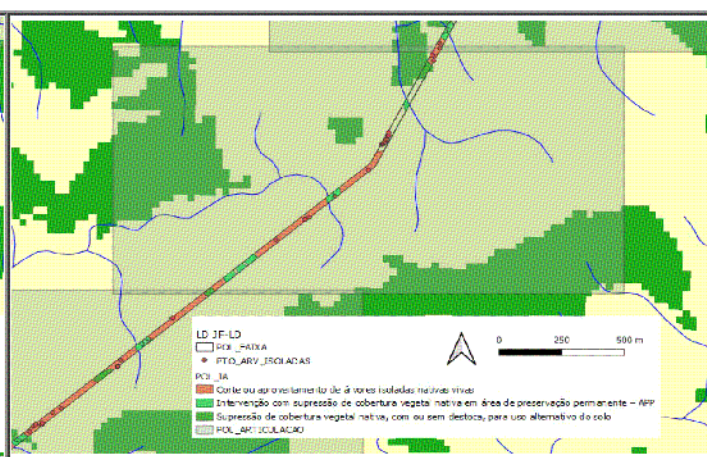 LD JF-LD
POL_FAIXA
PTO_ARV_ISOLADAS
POL_IA
Corte ou aproveitamento de árvores isoladas nativas vivas
Intervenção com supressão de cobertura vegetal nativa em área de preservação permanente – APP
Supressão de cobertura vegetal nativa, com ou sem destoca, para uso alternativo do solo
POL_ARTICULACAO
0 250 500 m